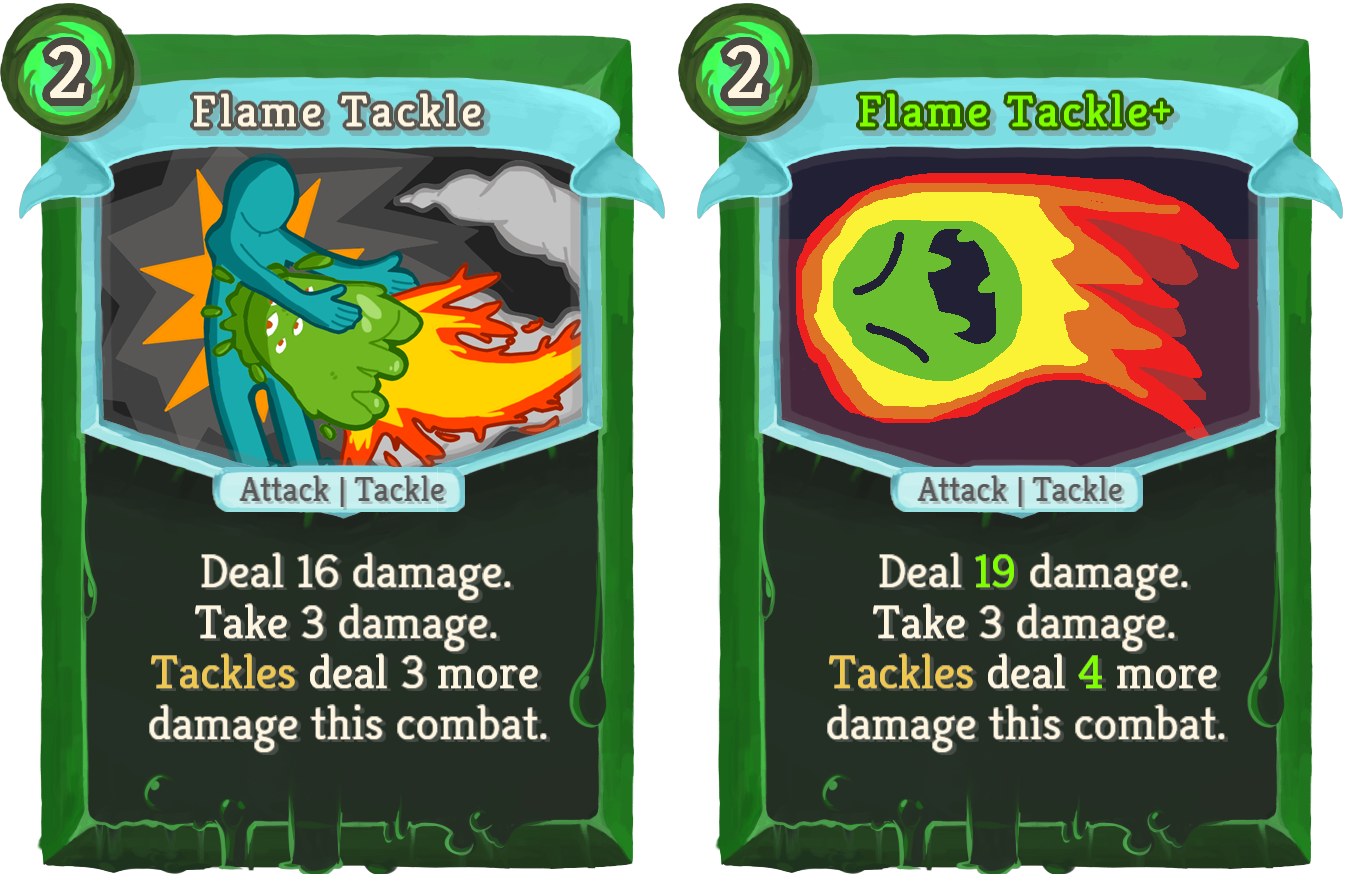 2
Flame Tackle
Attack | Tackle
Deal 16 damage.
Take 3 damage.
Tackles deal 3 more
damage this combat.
2
Flame Tackle+
Attack | Tackle
Deal 19 damage.
Take 3 damage.
Tackles deal 4 more
damage this combat.